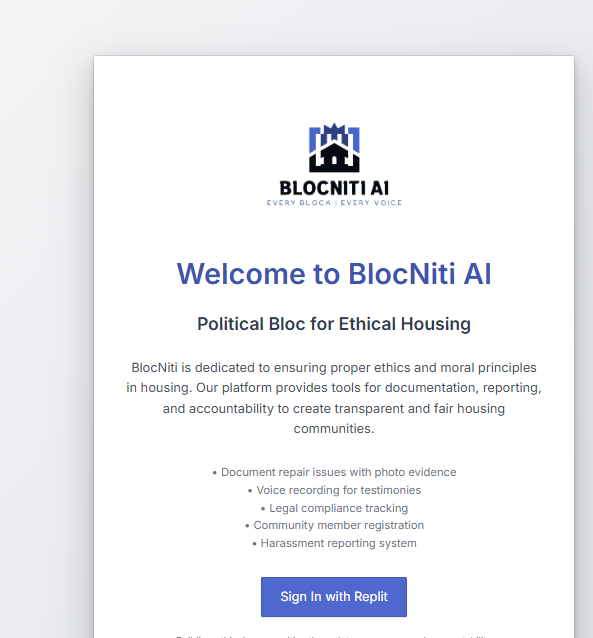 BLOCNITI AI
EVERY BLOCK | EVERY VOICE
Welcome to BlocNiti AI
Political Bloc for Ethical Housing
BlocNiti is dedicated to ensuring proper ethics and moral principles
in housing. Our platform provides tools for documentation, reporting,
and accountability to create transparent and fair housing
communities.
• Document repair issues with photo evidence
• Voice recording for testimonies
• Legal compliance tracking
• Community member registration
• Harassment reporting system
Sign In with Replit